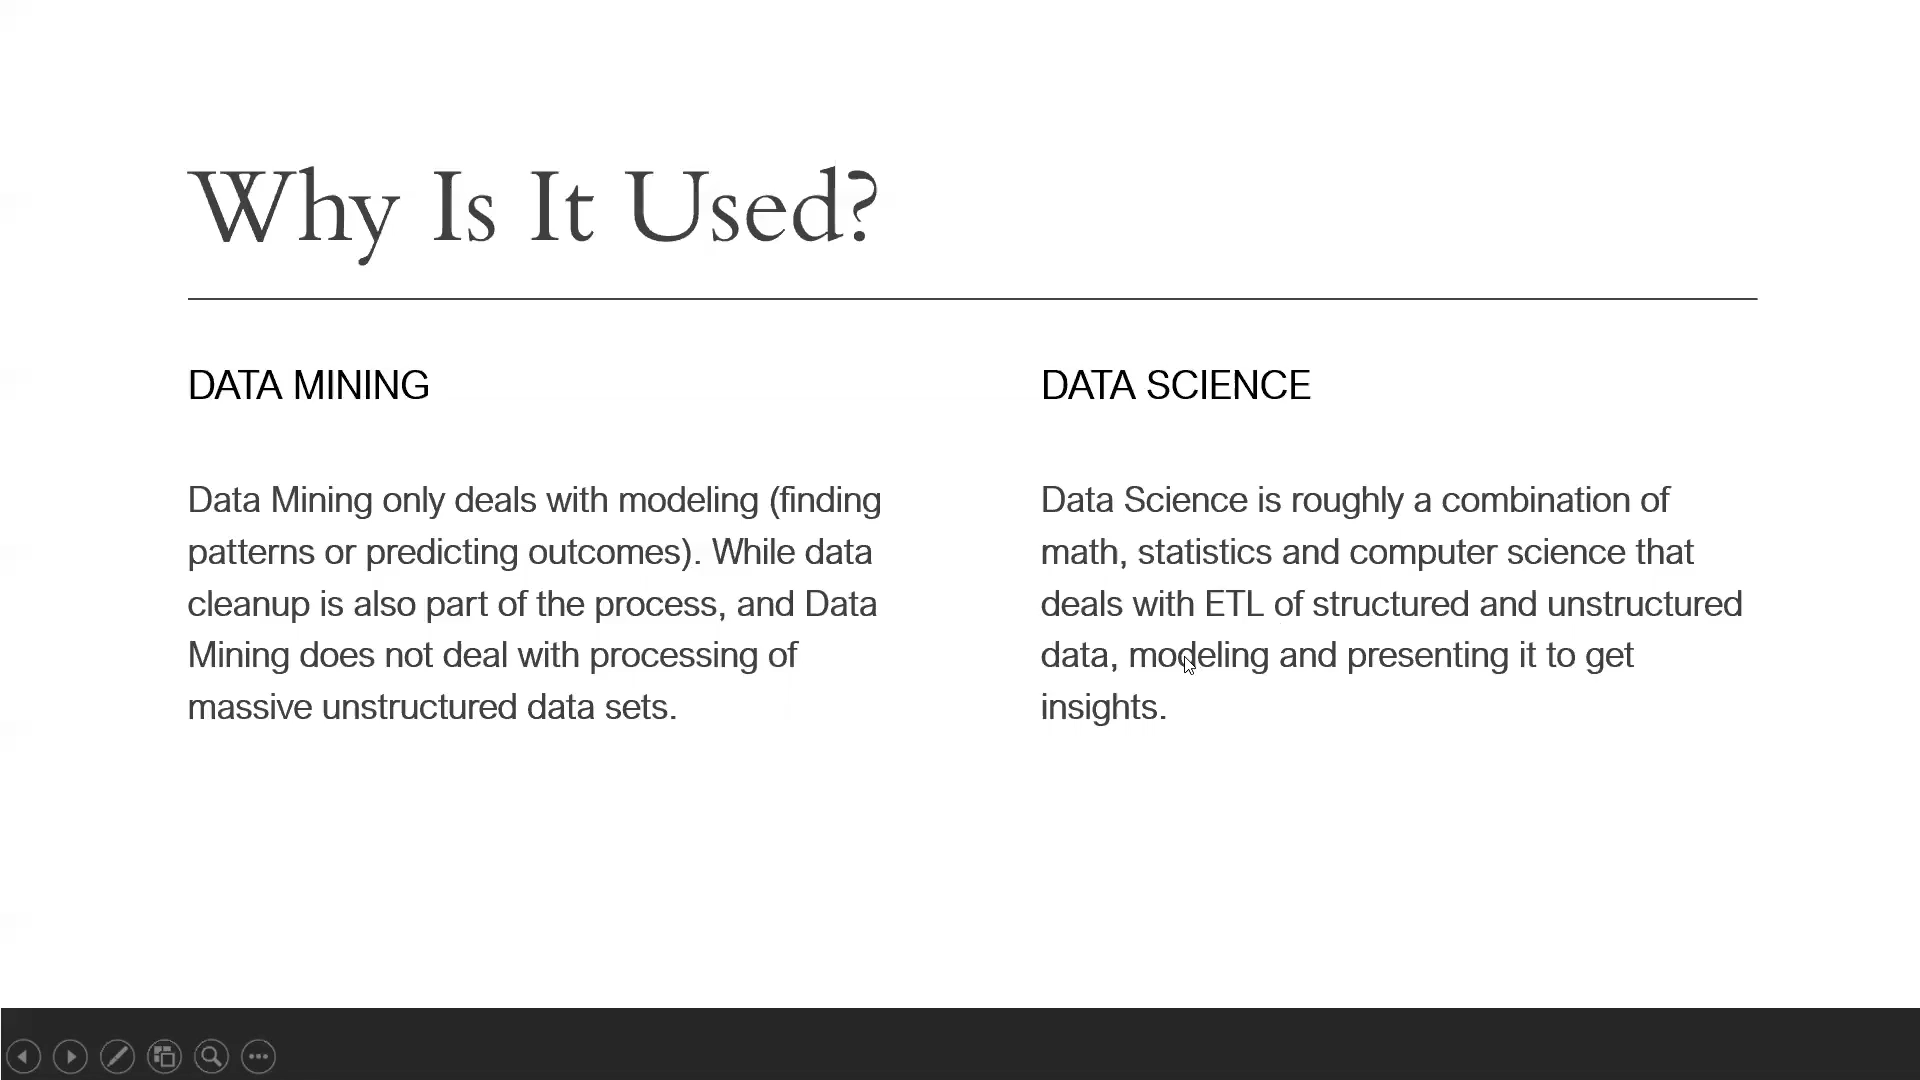 Why Is It Used?
DATA MINING
Data Mining only deals with modeling (finding
patterns or predicting outcomes). While data
cleanup is also part of the process, and Data
Mining does not deal with processing of
massive unstructured data sets.
DATA SCIENCE
Data Science is roughly a combination of
math, statistics and computer science that
deals with ETL of structured and unstructured
data, modeling and presenting it to get
insights.